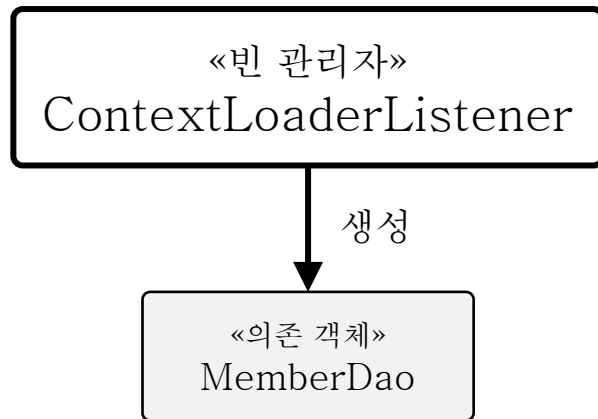 «빈 관리자»
ContextLoaderListener
생성
«의존 객체»
MemberDao